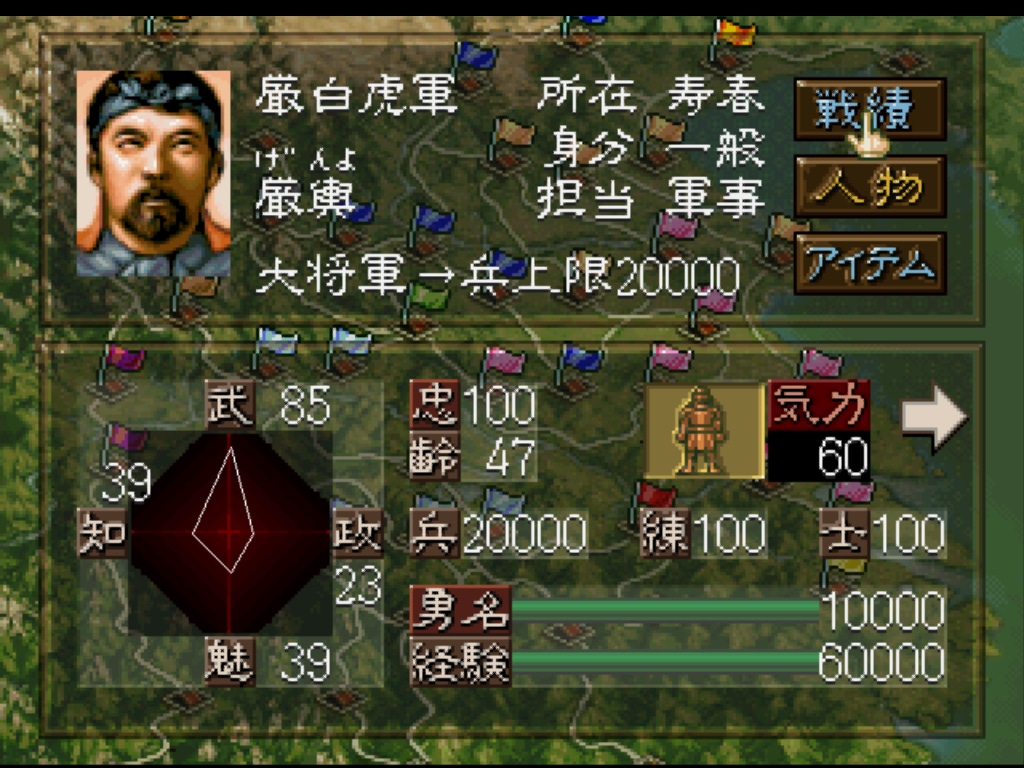 厳白虎軍 所在 寿春 戦績
身分 一般
げんよ
厳輿 担当 軍事 人物
大将軍→兵上限20000 アイテム
武 85 忠100 気力
39 齢 47 60
知 政 兵20000 練100 士100
23
勇名 10000
魅 39 経験 60000